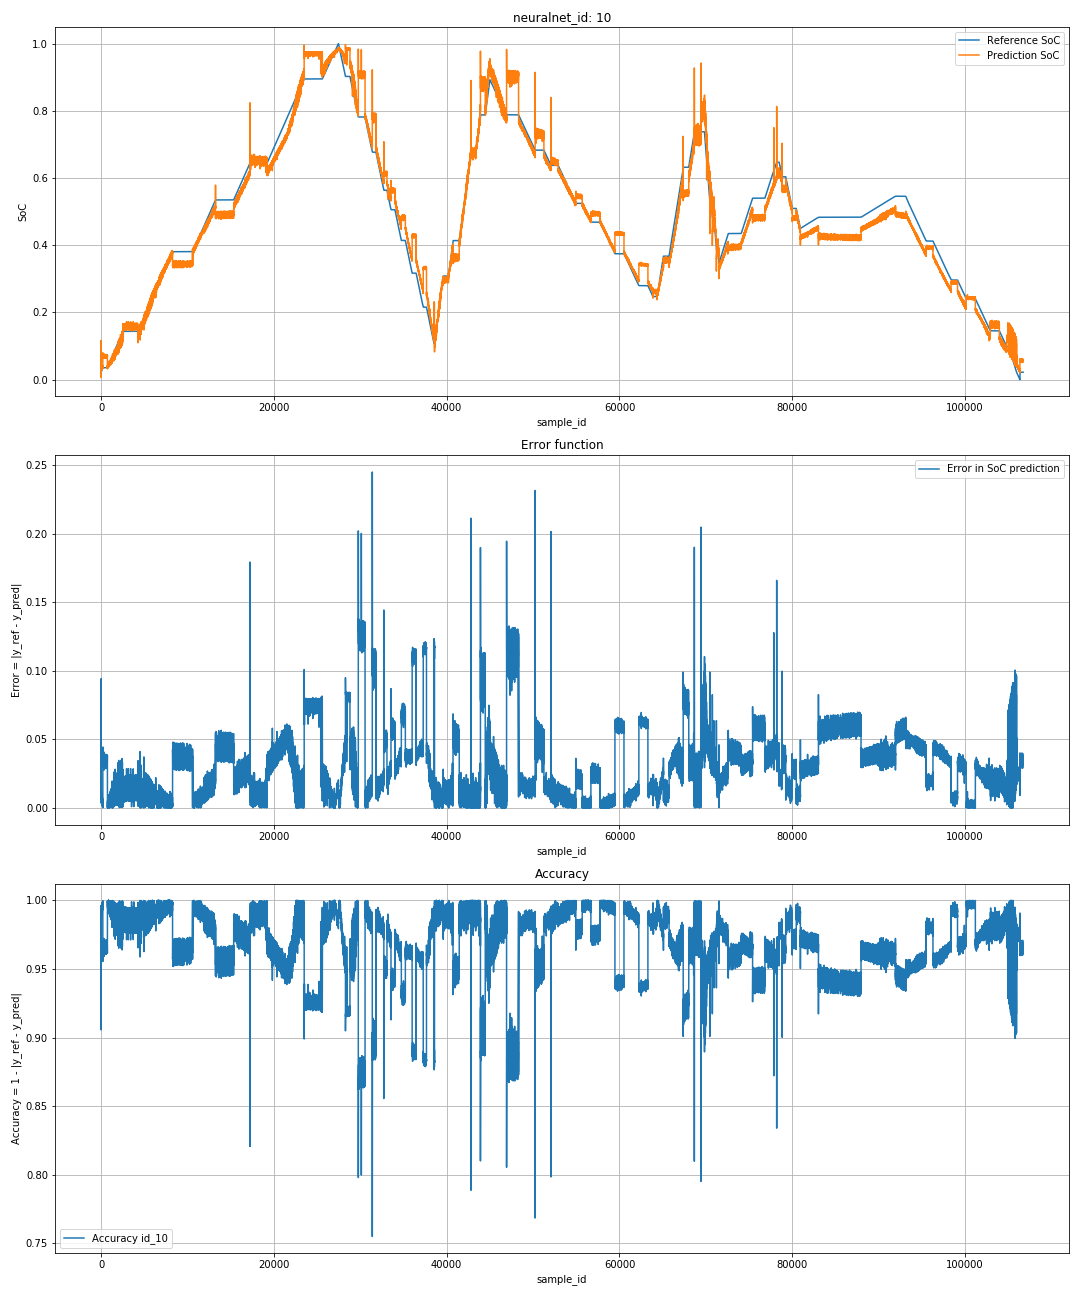 neuralnet_id: 10
Reference SoC
Prediction SoC
SoC
1.0
0.8
0.6
0.4
0.2
0.0
0 20000 40000 60000 80000 100000
sample_id
Error function
Error in SoC prediction
Error = |y_ref - y_pred|
0.25
0.20
0.15
0.10
0.05
0.00
0 20000 40000 60000 80000 100000
sample_id
Accuracy
Accuracy = 1 - |y_ref - y_pred|
1.00
0.95
0.90
0.85
0.80
0.75
Accuracy id_10
0 20000 40000 60000 80000 100000
sample_id